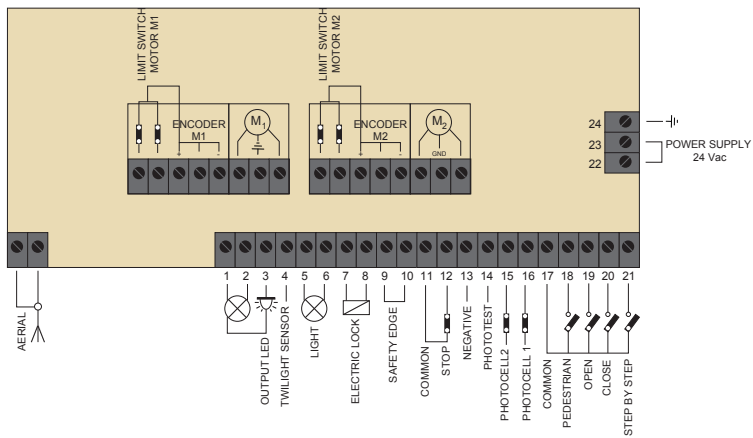 LIMIT SWITCH
MOTOR M1
LIMIT SWITCH
MOTOR M2
ENCODER
M1
+ -
M1
ENCODER
M2
+ -
M2
GND
24
23
22
POWER SUPPLY
24 Vac
AERIAL
1 2 3 4 5 6 7 8 9 10 11 12 13 14 15 16 17 18 19 20 21
OUTPUT LED
TWILIGHT SENSOR
LIGHT
ELECTRIC LOCK
SAFETY EDGE
COMMON
STOP
NEGATIVE
PHOTOTEST
PHOTOCELL2
PHOTOCELL 1
COMMON
PEDESTRIAN
OPEN
CLOSE
STEP BY STEP